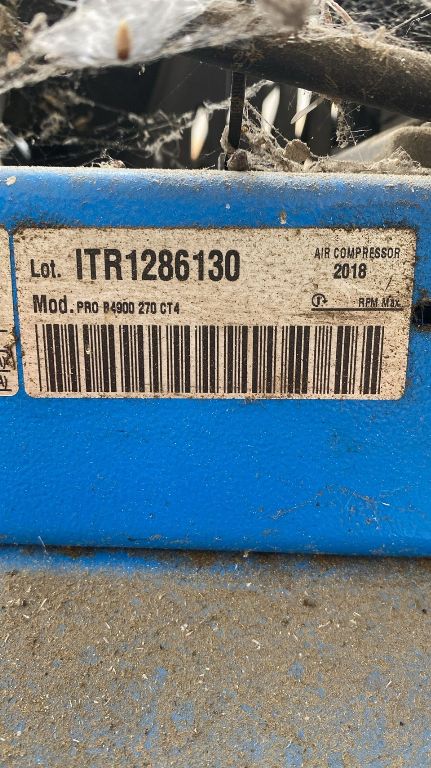 Lot. ITR1286130
AIR COMPRESSOR
2018
Mod. PRO B4900 270 CT4
RPM Max.